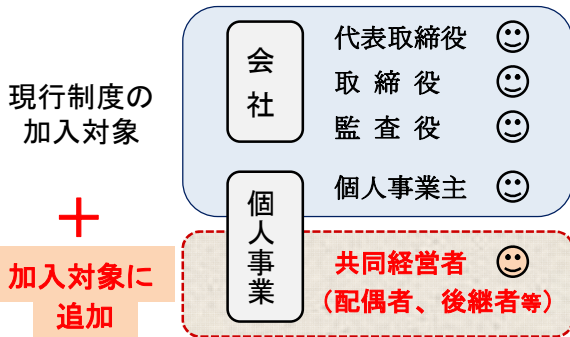 現行制度の
加入対象
＋
加入対象に
追加
会社
代表取締役
取締役
監査役
個人事業
個人事業主
共同経営者
（配偶者、後継者等）